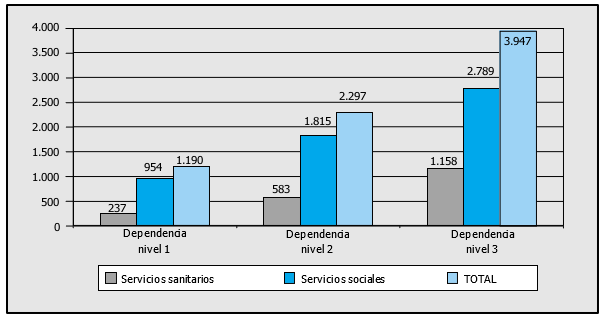 4.000
3.500
3.000
2.500
2.000
1.500
1.000
500
0
237
954
1.190
583
1.815
2.297
1.158
2.789
3.947
Dependencia
nivel 1
Dependencia
nivel 2
Dependencia
nivel 3
Servicios sanitarios
Servicios sociales
TOTAL